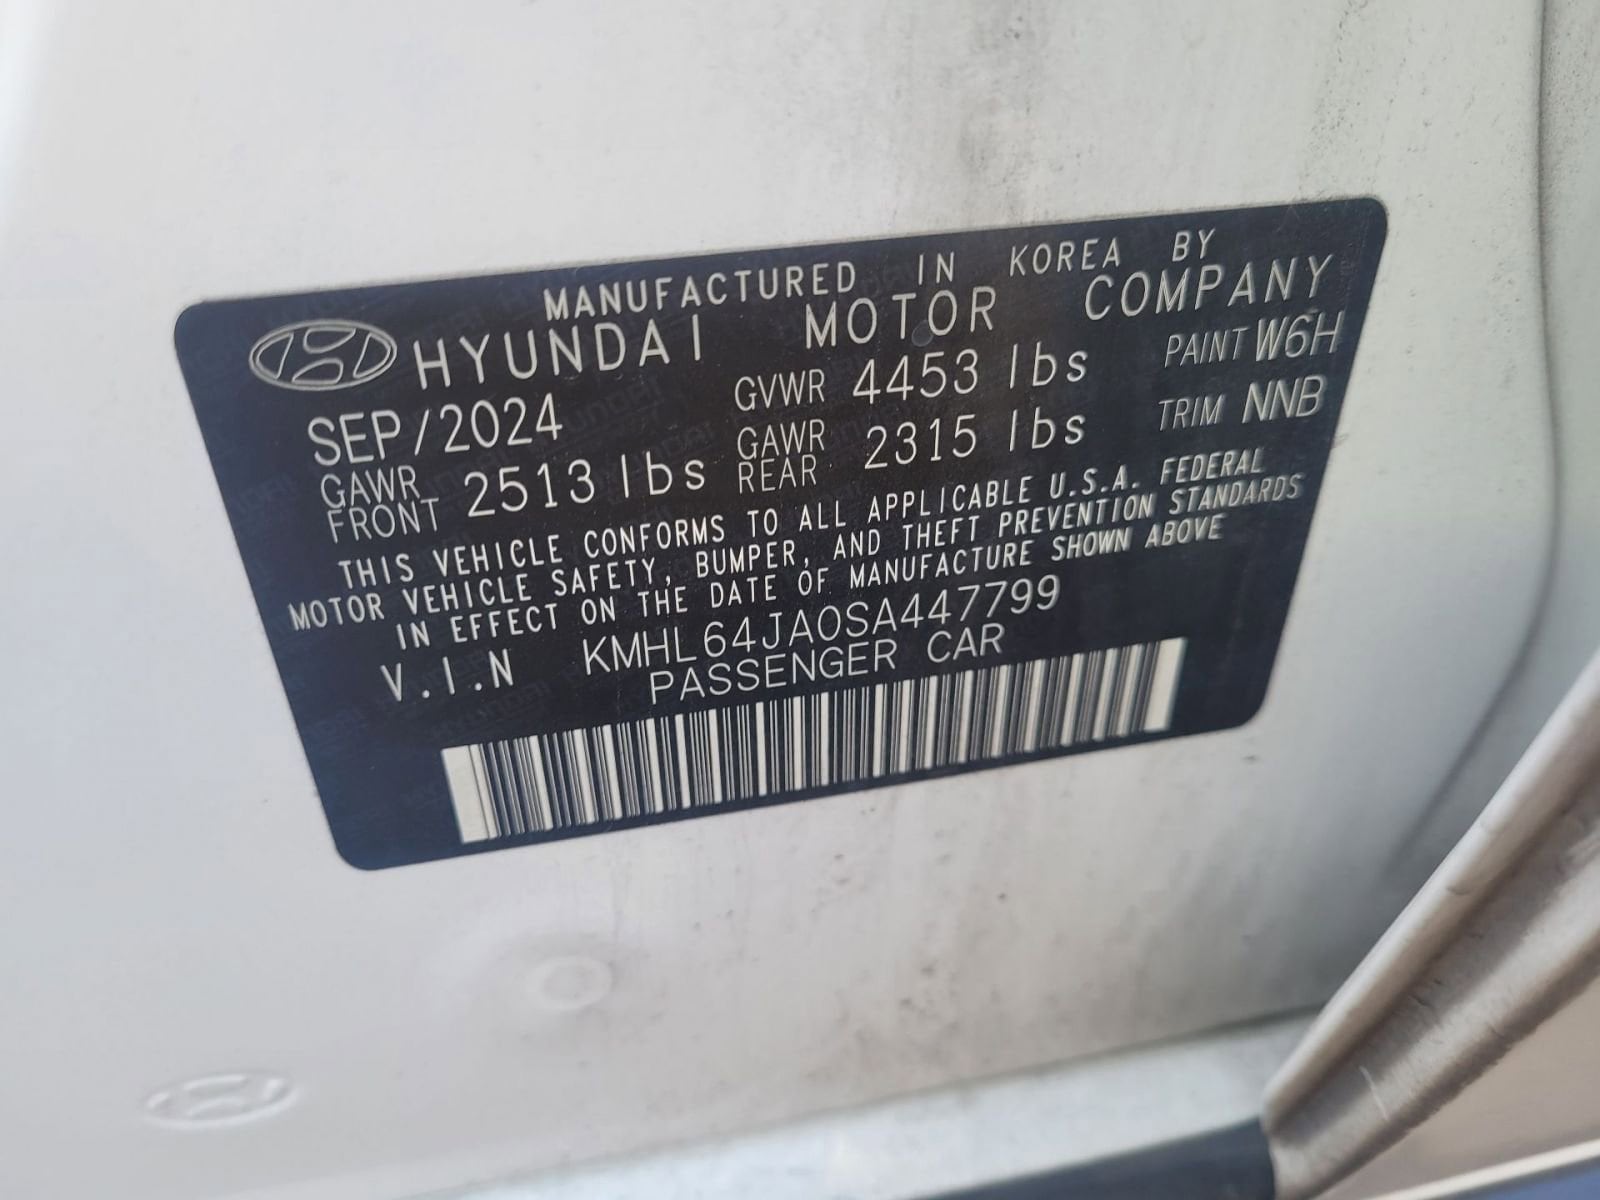 MANUFACTURED IN KOREA BY
HYUNDAI MOTOR COMPANY
SEP/2024 GVWR 4453 lbs PAINT W6H
GAWR FRONT 2513 lbs GAWR REAR 2315 lbs TRIM NNB
THIS VEHICLE CONFORMS TO ALL APPLICABLE U.S.A. FEDERAL
MOTOR VEHICLE SAFETY, BUMPER, AND THEFT PREVENTION STANDARDS
IN EFFECT ON THE DATE OF MANUFACTURE SHOWN ABOVE
V.I.N KMHL64JA0SA447799
PASSENGER CAR